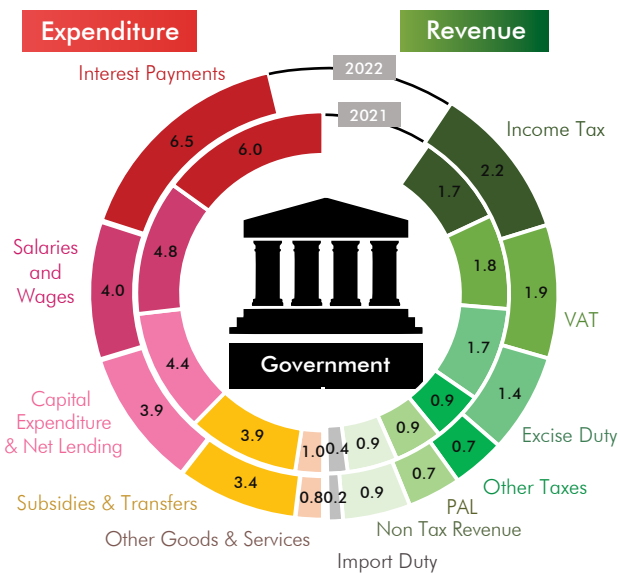 Expenditure
Revenue
Interest Payments
2022
2021
Income Tax
6.5
6.0
2.2
1.7
Salaries
and
Wages
4.8
4.0
1.8
1.9
VAT
Government
4.4
3.9
1.7
1.4
Capital
Expenditure
& Net Lending
Excise Duty
3.9
3.4
1.0
0.8
0.4
0.2
0.9
0.9
0.9
0.7
0.9
0.7
Other Taxes
Subsidies & Transfers
PAL
Non Tax Revenue
Other Goods & Services
Import Duty